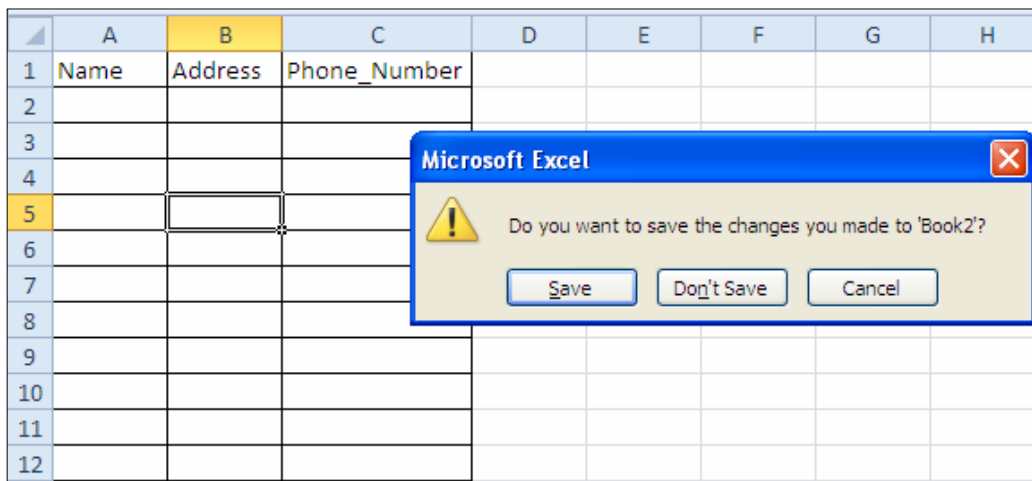 A B C D E F G H
1 Name Address Phone_Number
2
3
Microsoft Excel
4
5
Do you want to save the changes you made to 'Book2'?
6
7
Save Don't Save Cancel
8
9
10
11
12